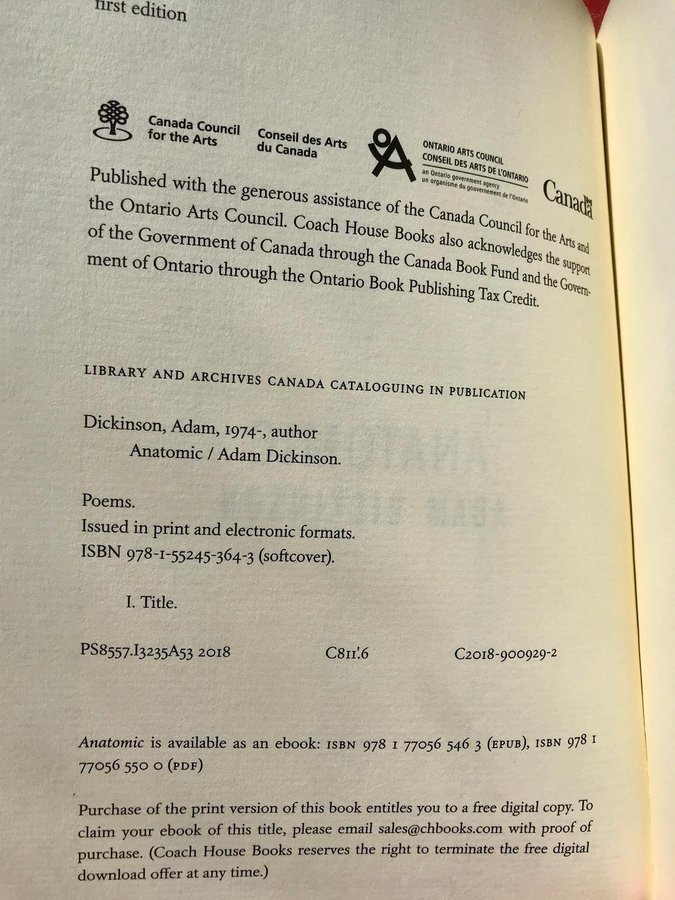 first edition
Canada Council
for the Arts
Conseil des Arts
du Canada
ONTARIO ARTS COUNCIL
CONSEIL DES ARTS DE L'ONTARIO
an Ontario government agency
un organisme du gouvernement de l'Ontario
Canada
Published with the generous assistance of the Canada Council for the Arts and
the Ontario Arts Council. Coach House Books also acknowledges the support
of the Government of Canada through the Canada Book Fund and the Govern-
ment of Ontario through the Ontario Book Publishing Tax Credit.
LIBRARY AND ARCHIVES CANADA CATALOGUING IN PUBLICATION
Dickinson, Adam, 1974-, author
Anatomic / Adam Dickinson.
Poems.
Issued in print and electronic formats.
ISBN 978-1-55245-364-3 (softcover).
I. Title.
PS8557.I3235A53 2018 C811'.6 C2018-900929-2
Anatomic is available as an ebook: ISBN 978 1 77056 546 3 (EPUB), ISBN 978 1
77056 550 0 (PDF)
Purchase of the print version of this book entitles you to a free digital copy. To
claim your ebook of this title, please email sales@chbooks.com with proof of
purchase. (Coach House Books reserves the right to terminate the free digital
download offer at any time.)